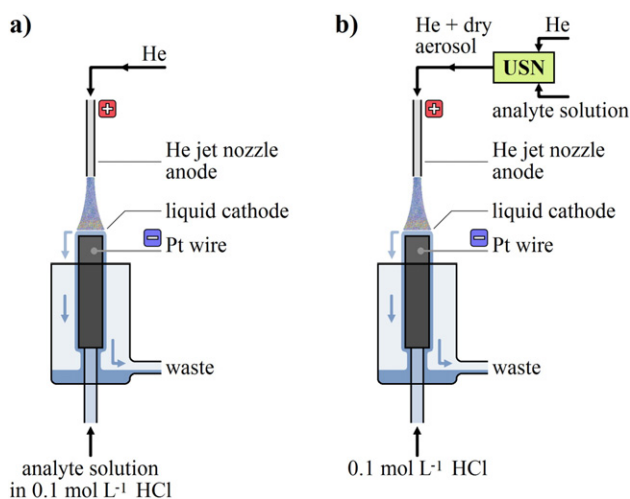 a)
He
+
He jet nozzle
anode
liquid cathode
−
Pt wire
waste
analyte solution
in 0.1 mol L⁻¹ HCl
b)
He + dry
aerosol
He
USN
analyte solution
+
He jet nozzle
anode
liquid cathode
−
Pt wire
waste
0.1 mol L⁻¹ HCl